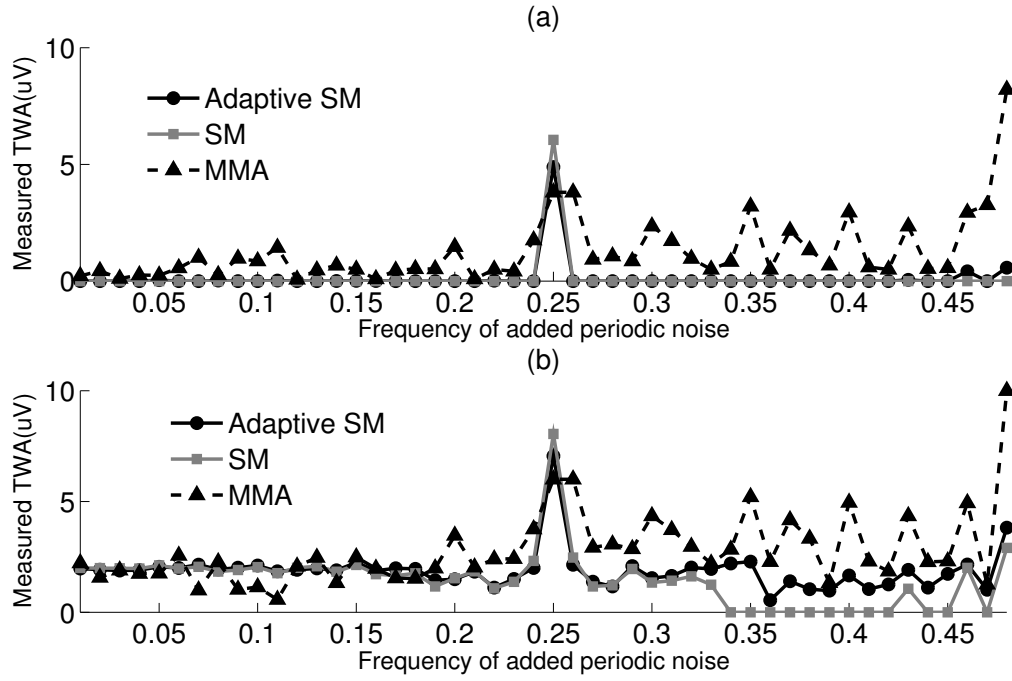 (a)
Measured TWA(uV)
10
5
0
Adaptive SM
SM
MMA
0.05 0.1 0.15 0.2 0.25 0.3 0.35 0.4 0.45
Frequency of added periodic noise
(b)
Measured TWA(uV)
10
5
0
Adaptive SM
SM
MMA
0.05 0.1 0.15 0.2 0.25 0.3 0.35 0.4 0.45
Frequency of added periodic noise